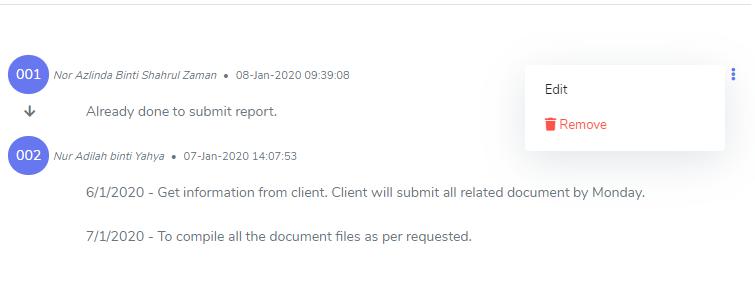 001 Nor Azlinda Binti Shahrul Zaman • 08-Jan-2020 09:39:08
Edit
Already done to submit report.
Remove
002 Nur Adilah binti Yahya • 07-Jan-2020 14:07:53
6/1/2020 - Get information from client. Client will submit all related document by Monday.
7/1/2020 - To compile all the document files as per requested.